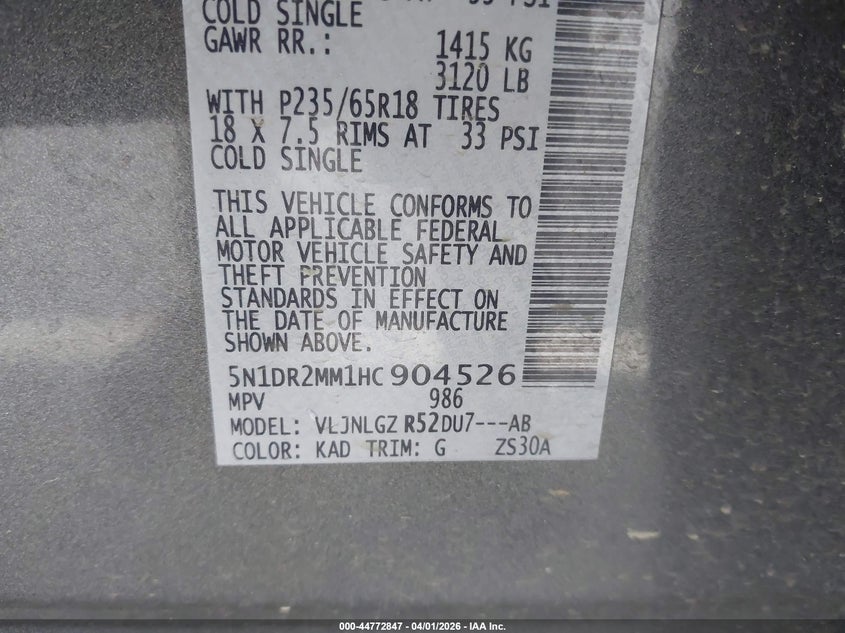 COLD SINGLE
GAWR RR.: 1415 KG
3120 LB
WITH P235/65R18 TIRES
18 X 7.5 RIMS AT 33 PSI
COLD SINGLE
THIS VEHICLE CONFORMS TO
ALL APPLICABLE FEDERAL
MOTOR VEHICLE SAFETY AND
THEFT PREVENTION
STANDARDS IN EFFECT ON
THE DATE OF MANUFACTURE
SHOWN ABOVE.
5N1DR2MM1HC904526
MPV 986
MODEL: VLJNLGZ R52DU7---AB
COLOR: KAD TRIM: G ZS30A
000-44772847 - 04/01/2026 - IAA Inc.